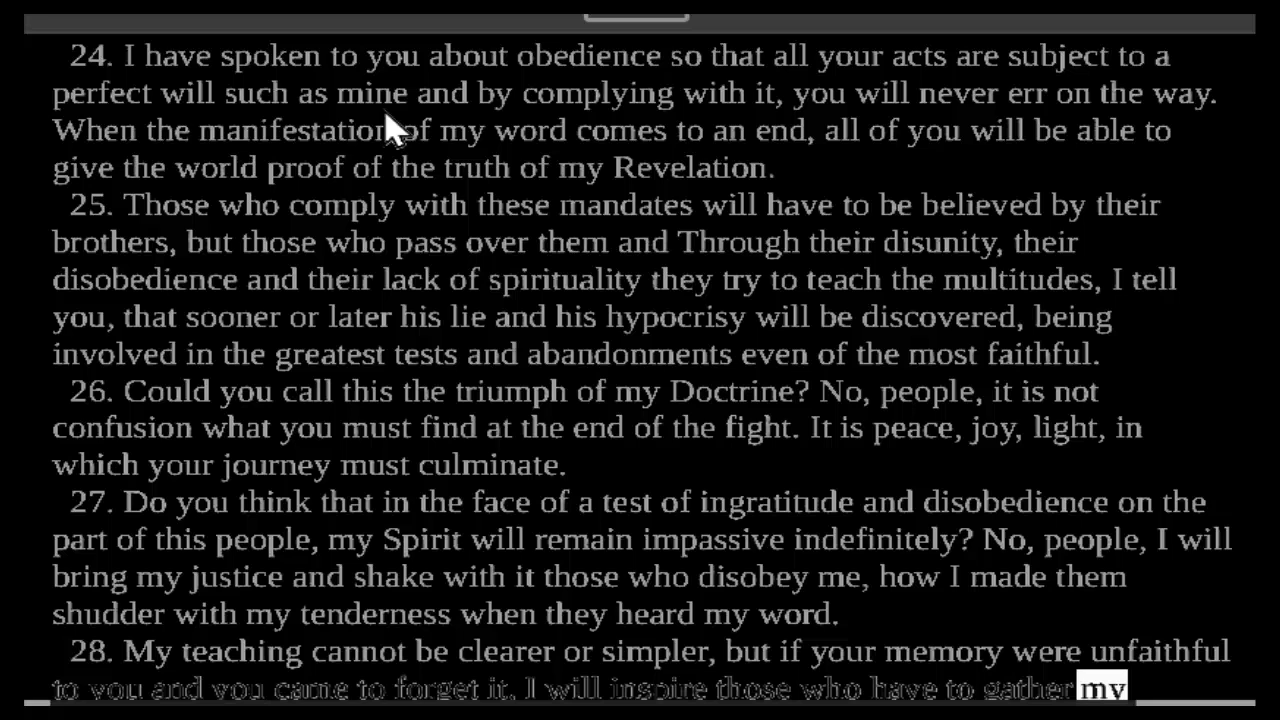 24. I have spoken to you about obedience so that all your acts are subject to a
perfect will such as mine and by complying with it, you will never err on the way.
When the manifestation of my word comes to an end, all of you will be able to
give the world proof of the truth of my Revelation.
25. Those who comply with these mandates will have to be believed by their
brothers, but those who pass over them and Through their disunity, their
disobedience and their lack of spirituality they try to teach the multitudes, I tell
you, that sooner or later his lie and his hypocrisy will be discovered, being
involved in the greatest tests and abandonments even of the most faithful.
26. Could you call this the triumph of my Doctrine? No, people, it is not
confusion what you must find at the end of the fight. It is peace, joy, light, in
which your journey must culminate.
27. Do you think that in the face of a test of ingratitude and disobedience on the
part of this people, my Spirit will remain impassive indefinitely? No, people, I will
bring my justice and shake with it those who disobey me, how I made them
shudder with my tenderness when they heard my word.
28. My teaching cannot be clearer or simpler, but if your memory were unfaithful
to you and you came to forget it, I will inspire those who have to gather my